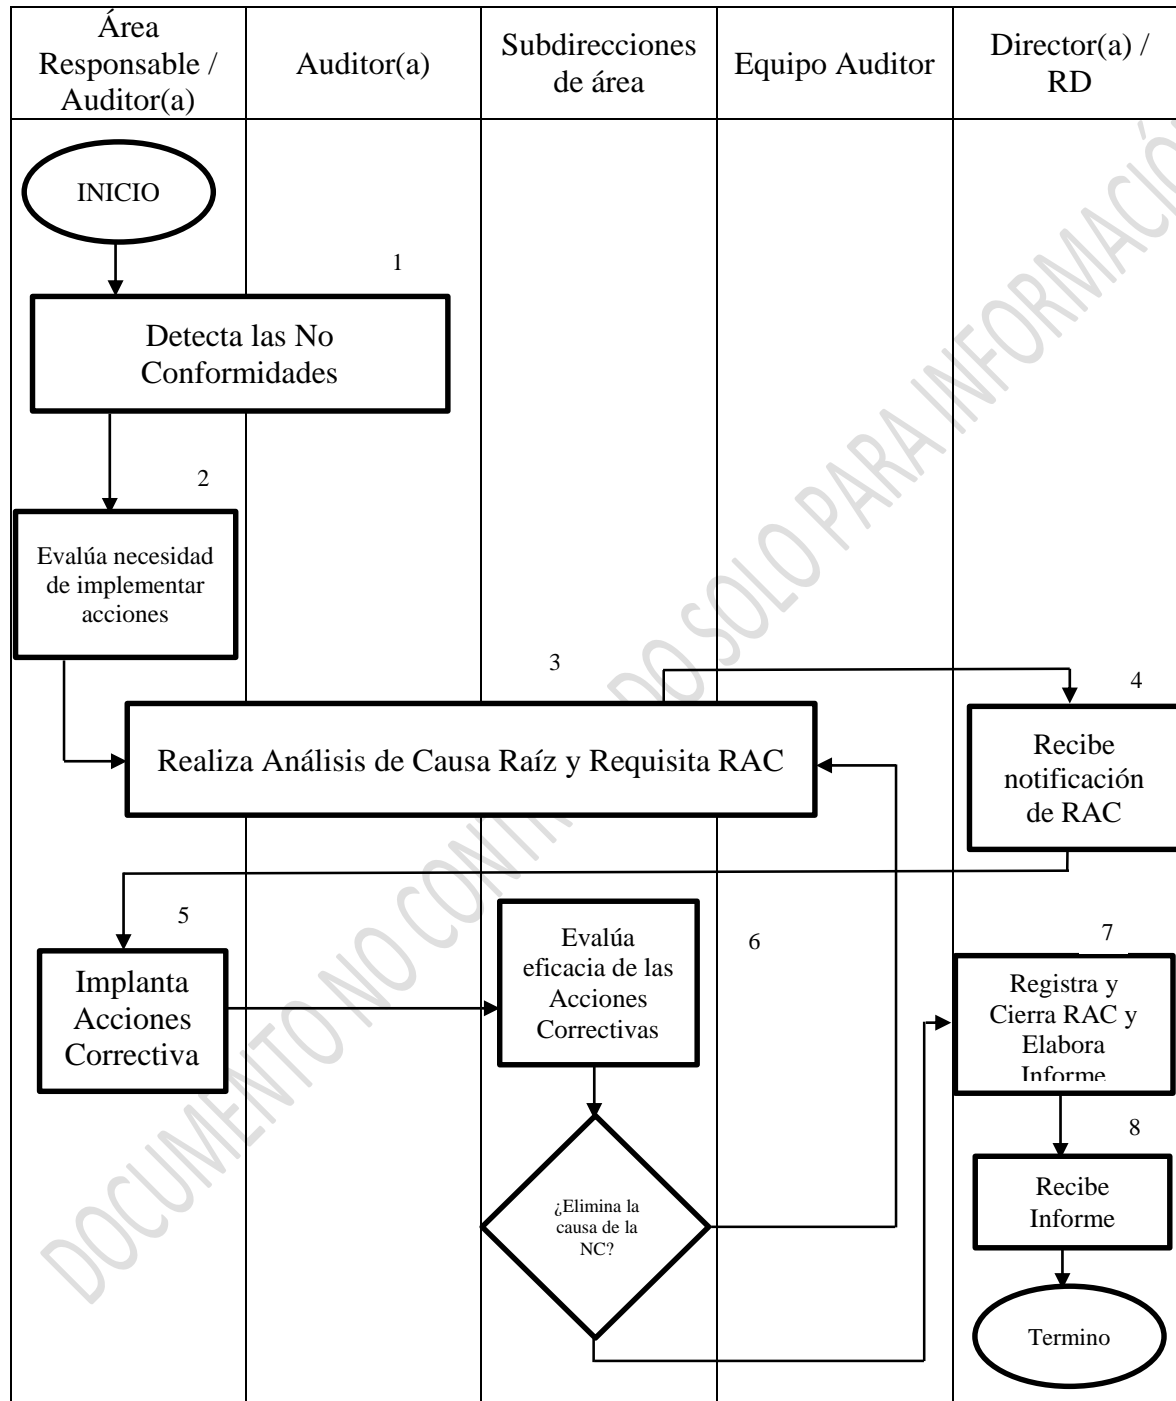 Área
Responsable /
Auditor(a)
Auditor(a)
Subdirecciones
de área
Equipo Auditor
Director(a) /
RD
INICIO
1
Detecta las No
Conformidades
2
Evalúa necesidad
de implementar
acciones
3
Realiza Análisis de Causa Raíz y Requisita RAC
4
Recibe
notificación
de RAC
5
Implanta
Acciones
Correctiva
Evalúa
eficacia de las
Acciones
Correctivas
6
7
Registra y
Cierra RAC y
Elabora
Informe
¿Elimina la
causa de la
NC?
8
Recibe
Informe
Termino
DOCUMENTO NO CONTROLADO SOLO PARA INFORMACIÓN